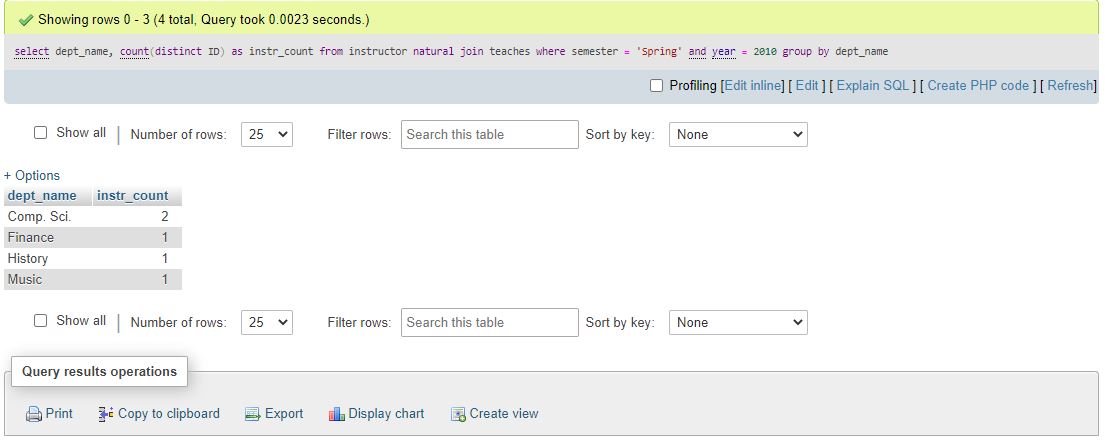 Showing rows 0 - 3 (4 total, Query took 0.0023 seconds.)
select dept_name, count(distinct ID) as instr_count from instructor natural join teaches where semester = 'Spring' and year = 2010 group by dept_name
Profiling [Edit inline] [ Edit ] [ Explain SQL ] [ Create PHP code ] [ Refresh]
Show all | Number of rows: 25 Filter rows: Search this table Sort by key: None
+ Options
dept_name instr_count
Comp. Sci. 2
Finance 1
History 1
Music 1
Show all | Number of rows: 25 Filter rows: Search this table Sort by key: None
Query results operations
Print Copy to clipboard Export Display chart Create view